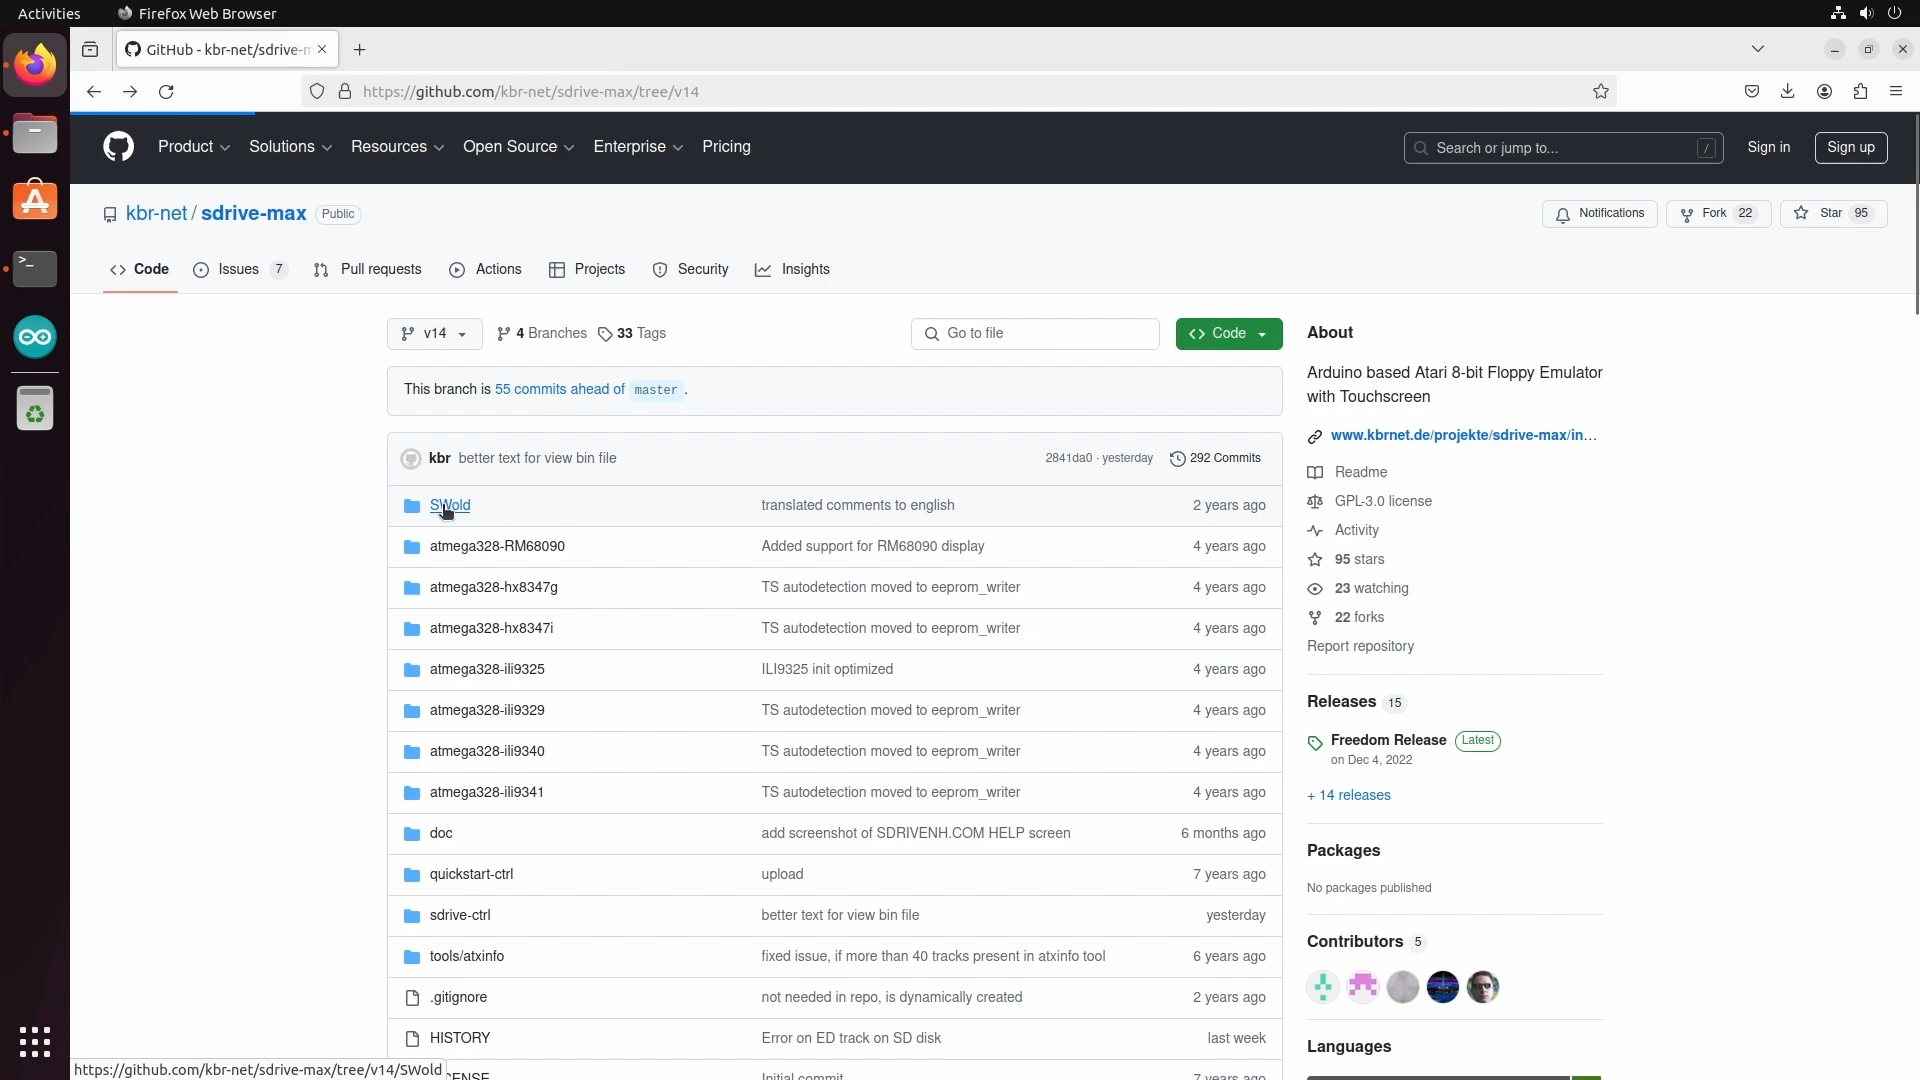 Activities
Firefox Web Browser
GitHub - kbr-net/sdrive-m
https://github.com/kbr-net/sdrive-max/tree/v14
Product
Solutions
Resources
Open Source
Enterprise
Pricing
Search or jump to...
/
Sign in
Sign up
kbr-net / sdrive-max
Public
Notifications
Fork 22
Star 95
Code
Issues 7
Pull requests
Actions
Projects
Security
Insights
v14
4 Branches
33 Tags
Go to file
Code
This branch is 55 commits ahead of master .
kbr better text for view bin file
2841da0 · yesterday
292 Commits
SWold translated comments to english 2 years ago
atmega328-RM68090 Added support for RM68090 display 4 years ago
atmega328-hx8347g TS autodetection moved to eeprom_writer 4 years ago
atmega328-hx8347i TS autodetection moved to eeprom_writer 4 years ago
atmega328-ili9325 ILI9325 init optimized 4 years ago
atmega328-ili9329 TS autodetection moved to eeprom_writer 4 years ago
atmega328-ili9340 TS autodetection moved to eeprom_writer 4 years ago
atmega328-ili9341 TS autodetection moved to eeprom_writer 4 years ago
doc add screenshot of SDRIVENH.COM HELP screen 6 months ago
quickstart-ctrl upload 7 years ago
sdrive-ctrl better text for view bin file yesterday
tools/atxinfo fixed issue, if more than 40 tracks present in atxinfo tool 6 years ago
.gitignore not needed in repo, is dynamically created 2 years ago
HISTORY Error on ED track on SD disk last week
CENSE Initial commit 7 years ago
About
Arduino based Atari 8-bit Floppy Emulator
with Touchscreen
www.kbrnet.de/projekte/sdrive-max/in...
Readme
GPL-3.0 license
Activity
95 stars
23 watching
22 forks
Report repository
Releases 15
Freedom Release Latest
on Dec 4, 2022
+ 14 releases
Packages
No packages published
Contributors 5
Languages
https://github.com/kbr-net/sdrive-max/tree/v14/SWold